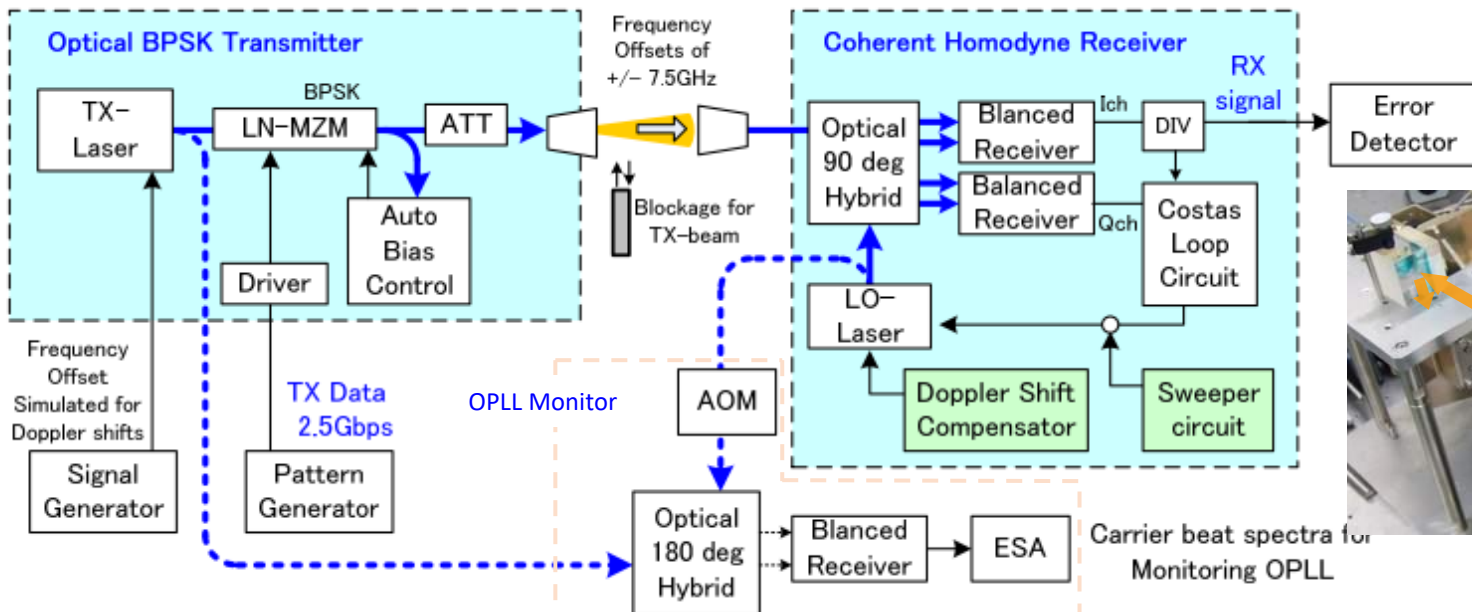 Optical BPSK Transmitter
TX-
Laser
BPSK
LN-MZM
ATT
Auto
Bias
Control
Driver
Frequency
Offset
Simulated for
Doppler shifts
Signal
Generator
TX Data
2.5Gbps
Pattern
Generator
Frequency
Offsets of
+/- 7.5GHz
Blockage for
TX-beam
Coherent Homodyne Receiver
Optical
90 deg
Hybrid
Blanced
Receiver
Balanced
Receiver
Ich
Qch
DIV
RX
signal
Costas
Loop
Circuit
LO-
Laser
Doppler Shift
Compensator
Sweeper
circuit
Error
Detector
OPLL Monitor
AOM
Optical
180 deg
Hybrid
Blanced
Receiver
ESA
Carrier beat spectra for
Monitoring OPLL